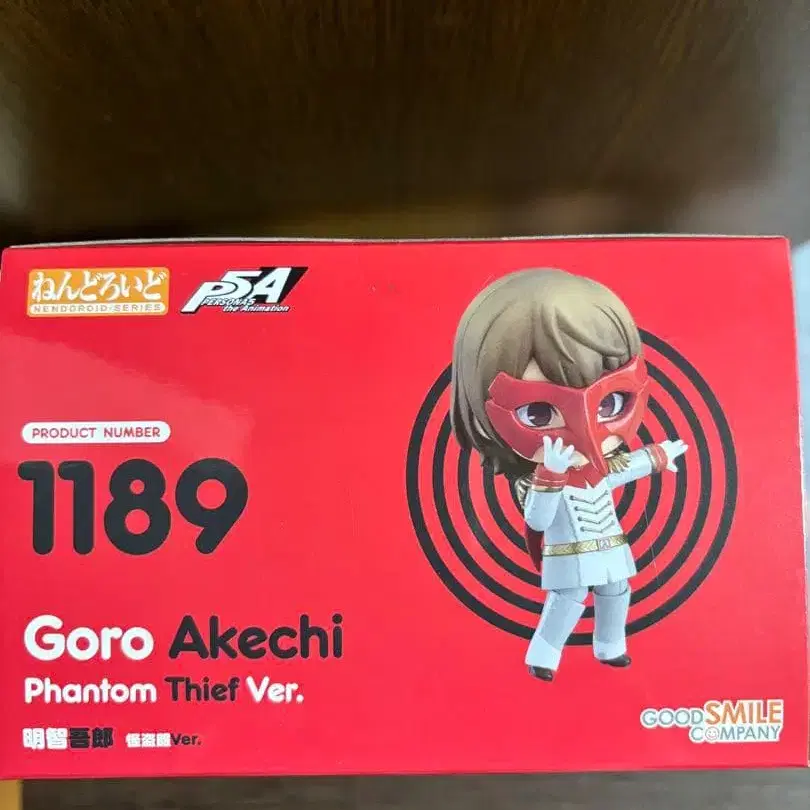 ねんどろいど
NENDOROID SERIES
P5A
PERSONA5
the Animation
PRODUCT NUMBER
1189
Goro Akechi
Phantom Thief Ver.
明智吾郎 怪盗服Ver.
GOOD SMILE
COMPANY